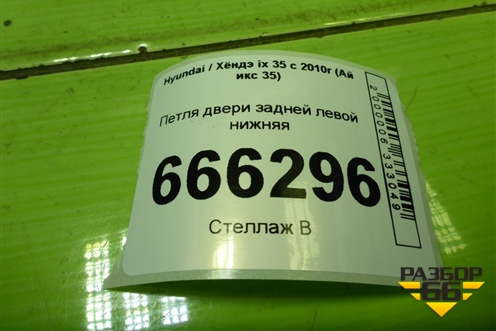 Hyundai / Хёндэ ix 35 с 2010г (Ай
икс 35)
Петля двери задней левой
нижняя
666296
Стеллаж В
2000006333049
РАЗБОР
66